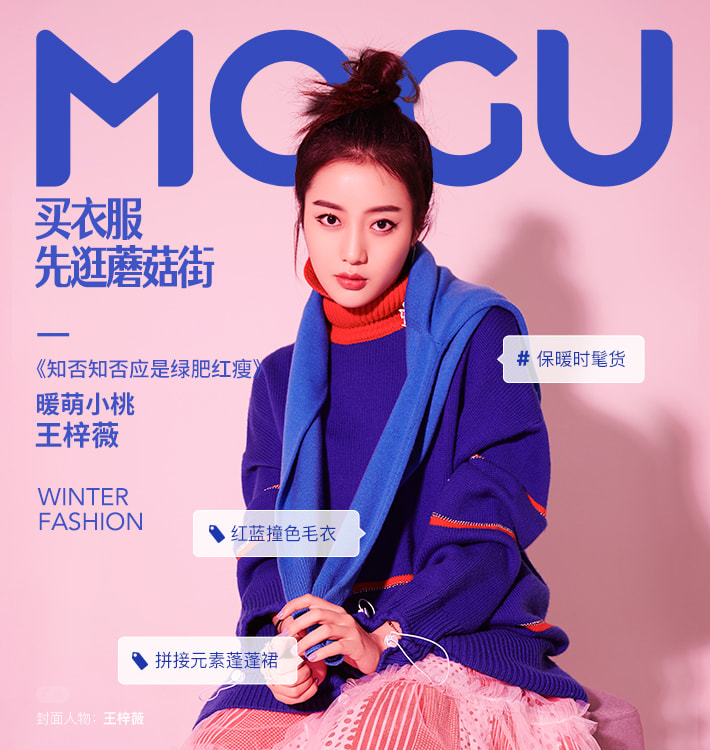 MOGU
买衣服
先逛蘑菇街
《知否知否应是绿肥红瘦》
暖萌小桃
王梓薇
WINTER
FASHION
# 保暖时髦货
红蓝撞色毛衣
拼接元素蓬蓬裙
封面人物：王梓薇